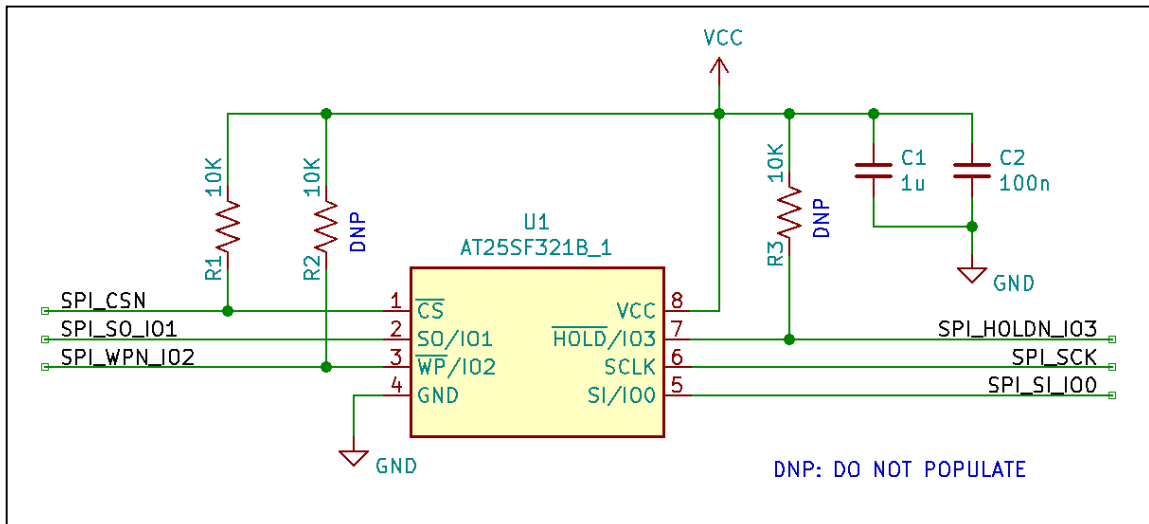 VCC
10K
R1
10K
DNP
R2
U1
AT25SF321B_1
10K
DNP
R3
C1
1u
C2
100n
GND
SPI_CSN
SPI_SO_IO1
SPI_WPN_IO2
1 CS
2 SO/IO1
3 WP/IO2
4 GND
VCC 8
HOLD/IO3 7
SCLK 6
SI/IO0 5
SPI_HOLDN_IO3
SPI_SCK
SPI_SI_IO0
GND
DNP: DO NOT POPULATE